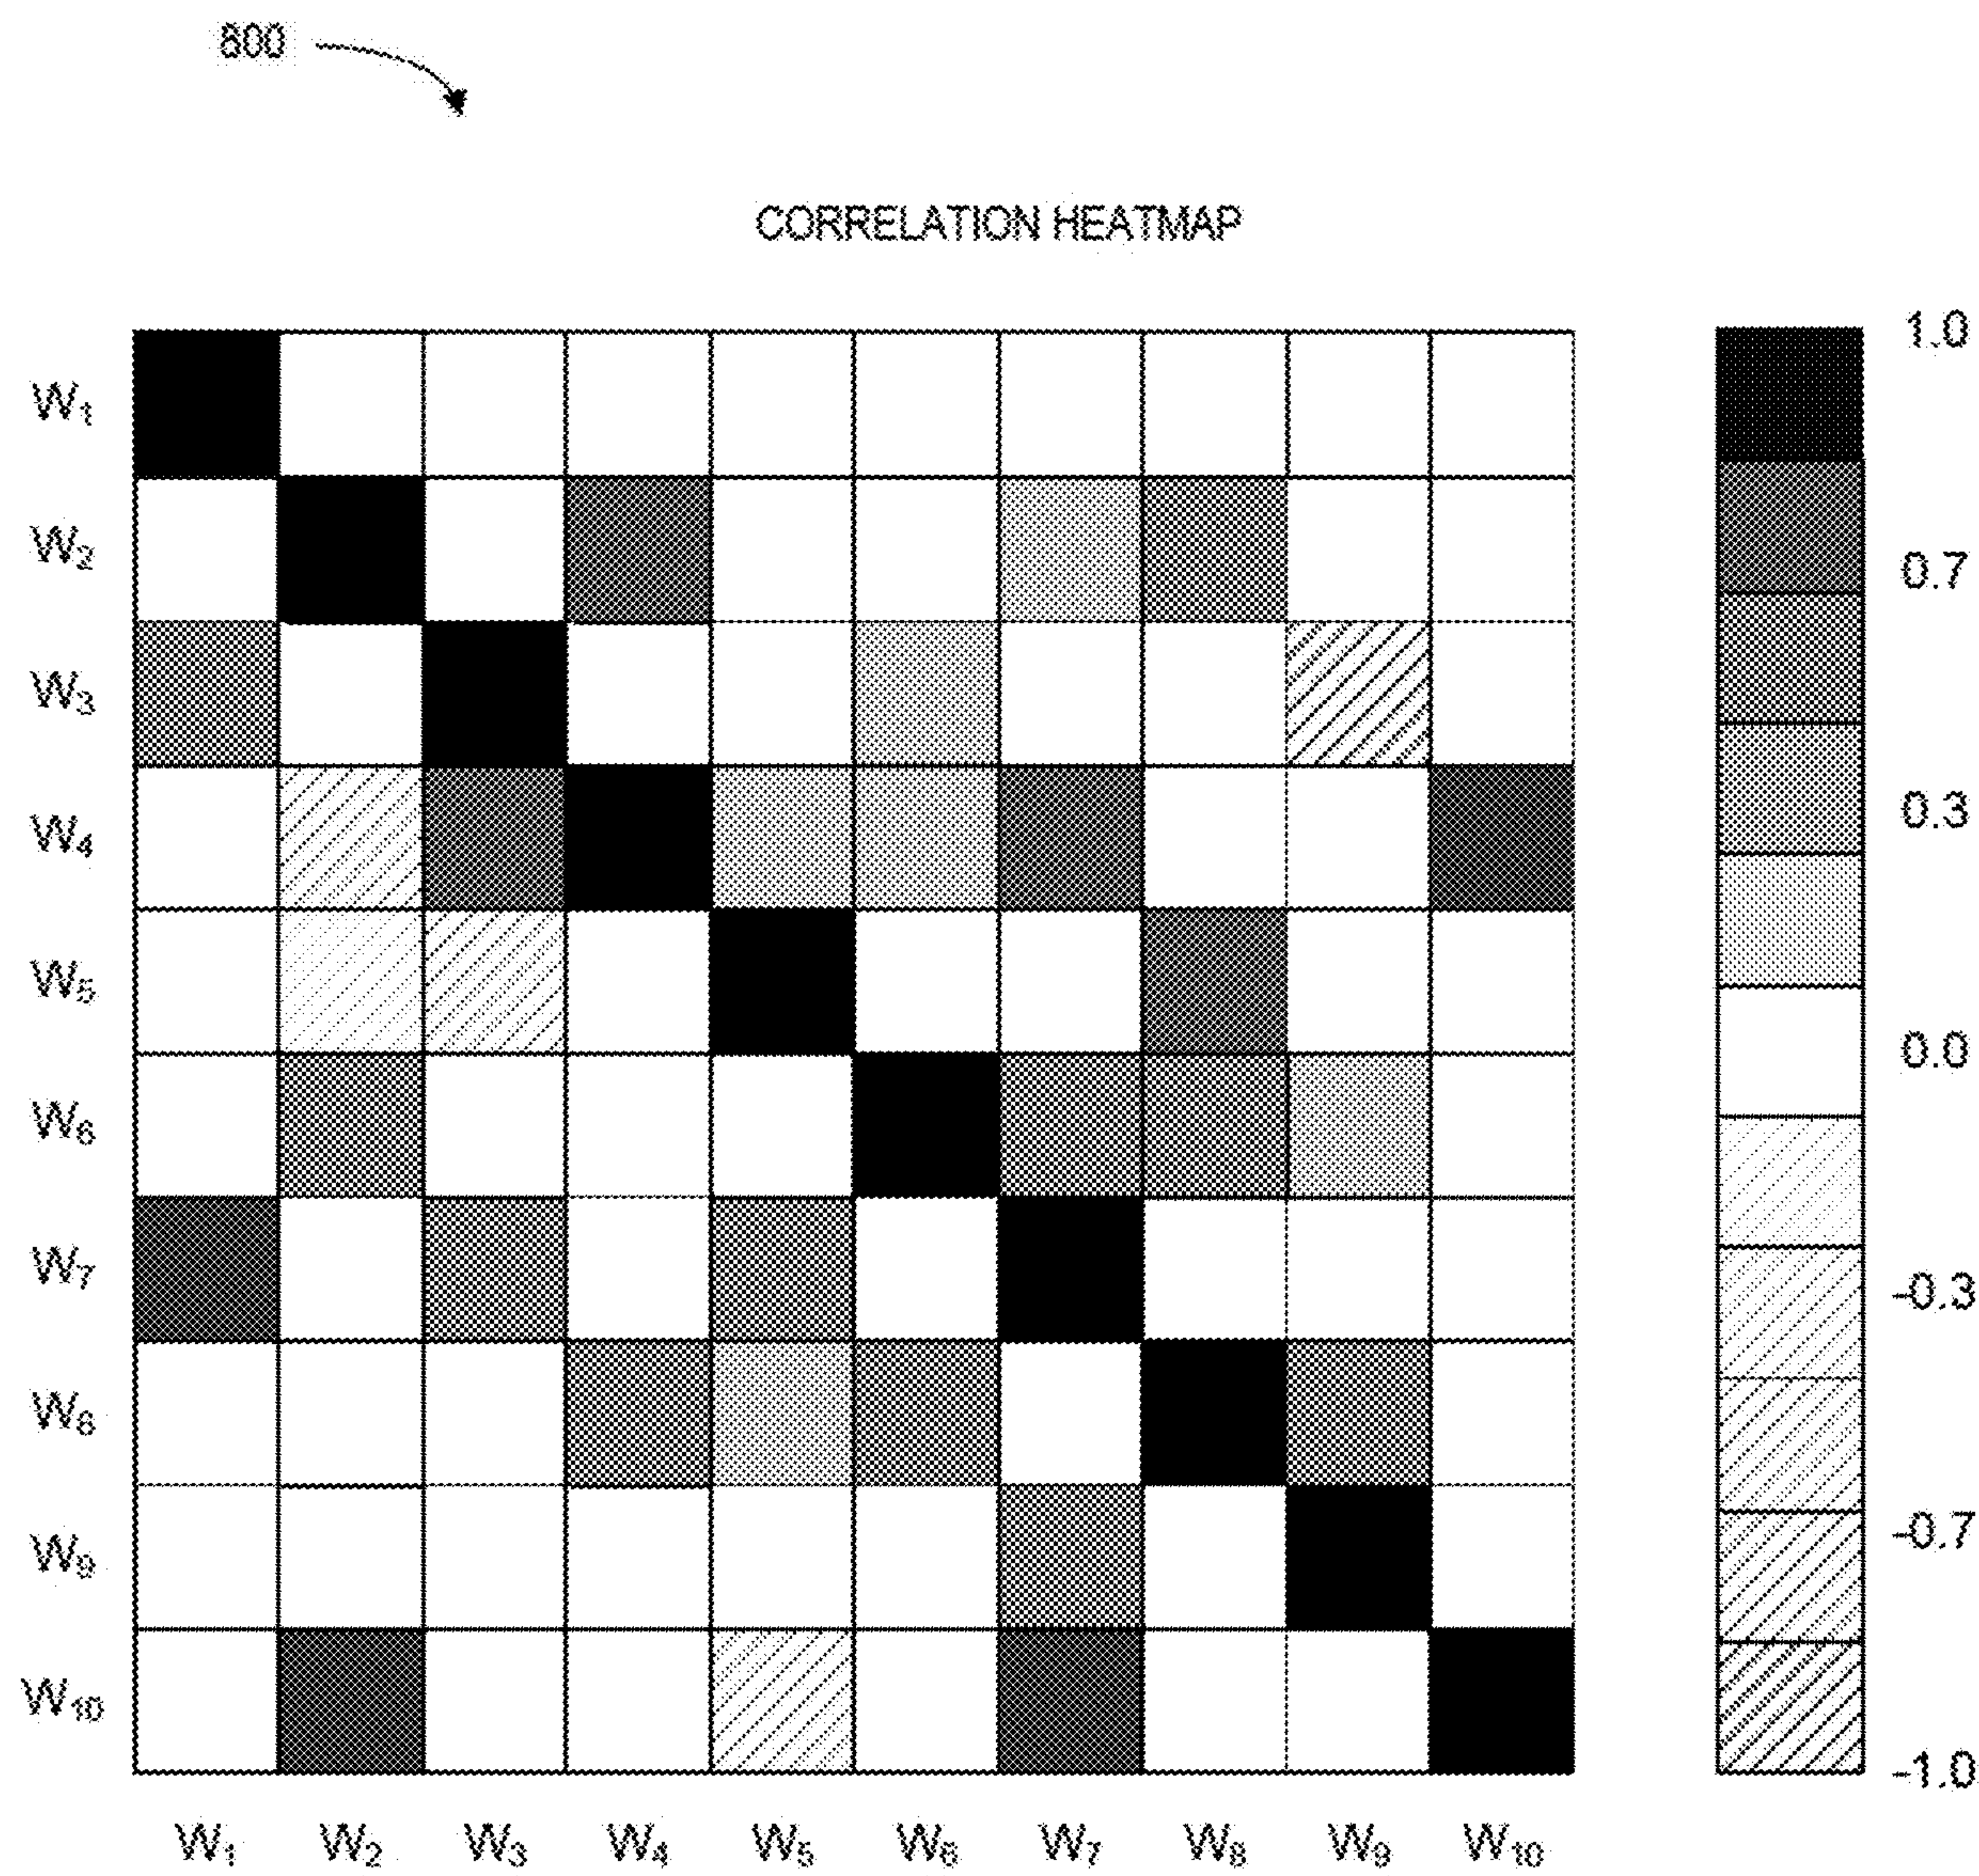 800
CORRELATION HEATMAP
1.0
W₁
W₂
0.7
W₃
0.3
W₄
W₅
0.0
W₆
W₇
-0.3
W₈
-0.7
W₉
W₁₀
-1.0
W₁ W₂ W₃ W₄ W₅ W₆ W₇ W₈ W₉ W₁₀